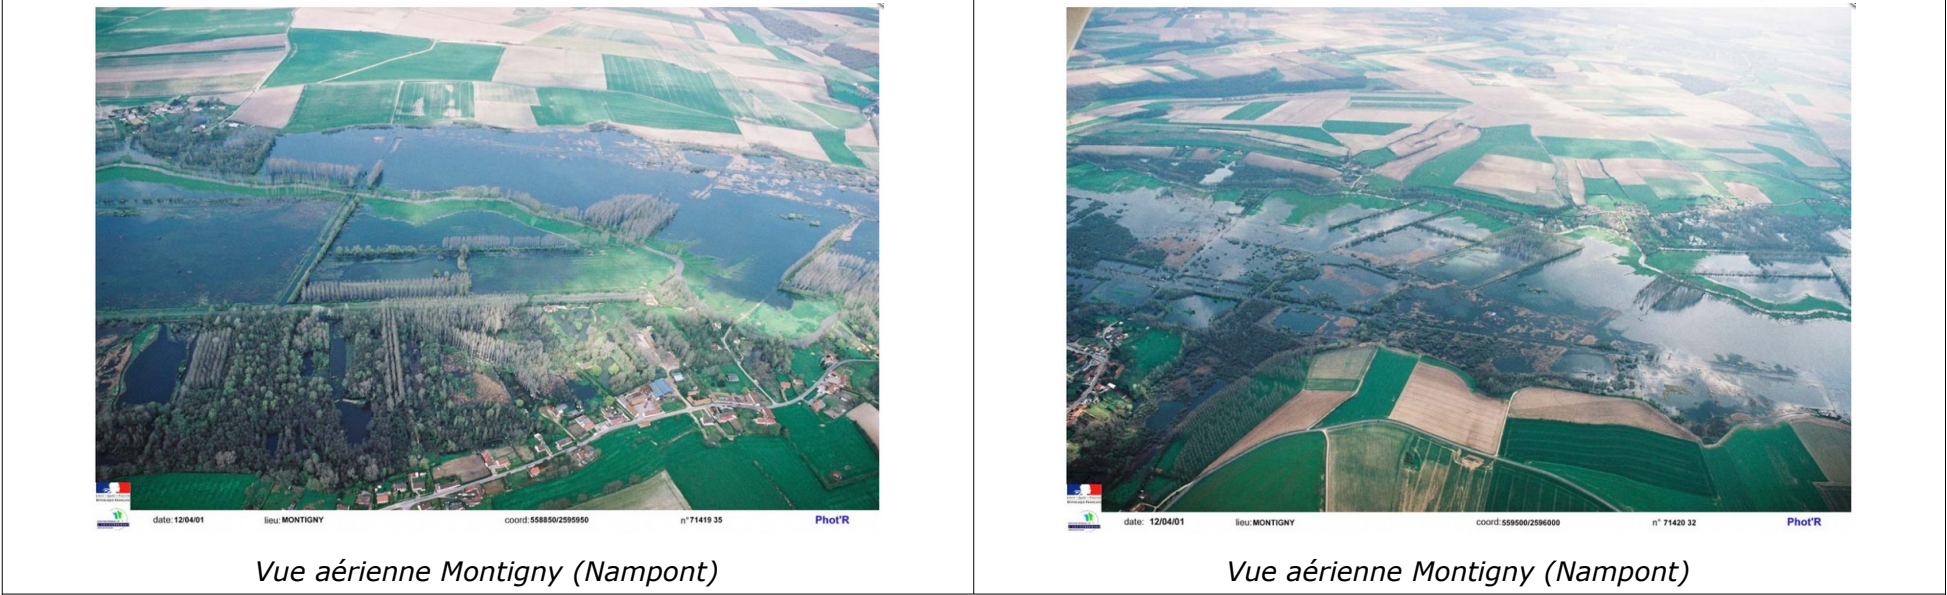 date: 12/04/01 lieu: MONTIGNY coord: 558850/2595950 n° 71419 35 Phot'R
Vue aérienne Montigny (Nampont)
date: 12/04/01 lieu: MONTIGNY coord: 559500/2596000 n° 71420 32 Phot'R
Vue aérienne Montigny (Nampont)